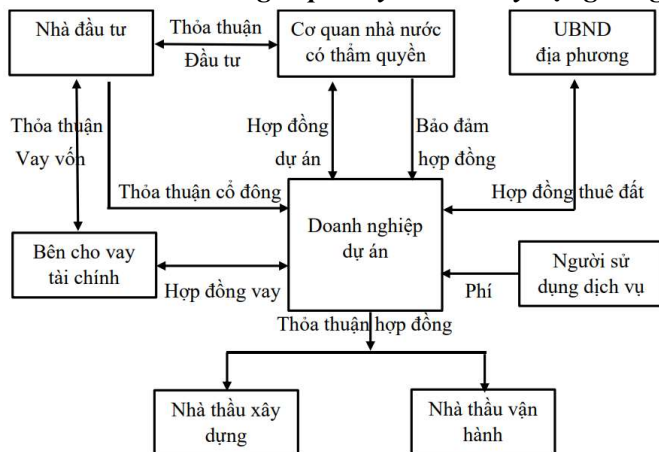 Nhà đầu tư
Thỏa thuận
Đầu tư
Cơ quan nhà nước
có thẩm quyền
UBND
địa phương
Thỏa thuận
Vay vốn
Hợp đồng
dự án
Bảo đảm
hợp đồng
Thỏa thuận cổ đông
Hợp đồng thuê đất
Doanh nghiệp
dự án
Bên cho vay
tài chính
Hợp đồng vay
Phí
Người sử
dụng dịch vụ
Thỏa thuận hợp đồng
Nhà thầu xây
dựng
Nhà thầu vận
hành